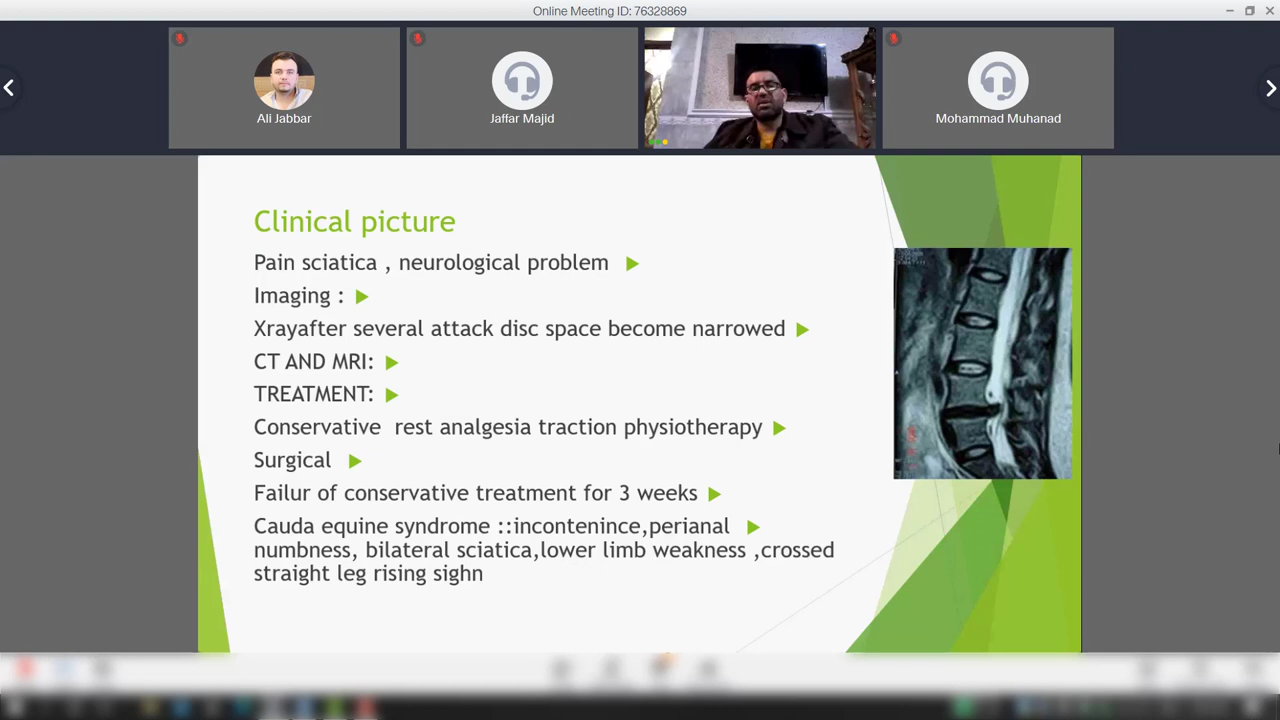 Online Meeting ID: 76328869
Ali Jabbar
Jaffar Majid
Mohammad Muhanad
Clinical picture
Pain sciatica , neurological problem
Imaging :
Xrayafter several attack disc space become narrowed
CT AND MRI:
TREATMENT:
Conservative rest analgesia traction physiotherapy
Surgical
Failur of conservative treatment for 3 weeks
Cauda equine syndrome ::incontenince,perianal
numbness, bilateral sciatica,lower limb weakness ,crossed
straight leg rising sighn